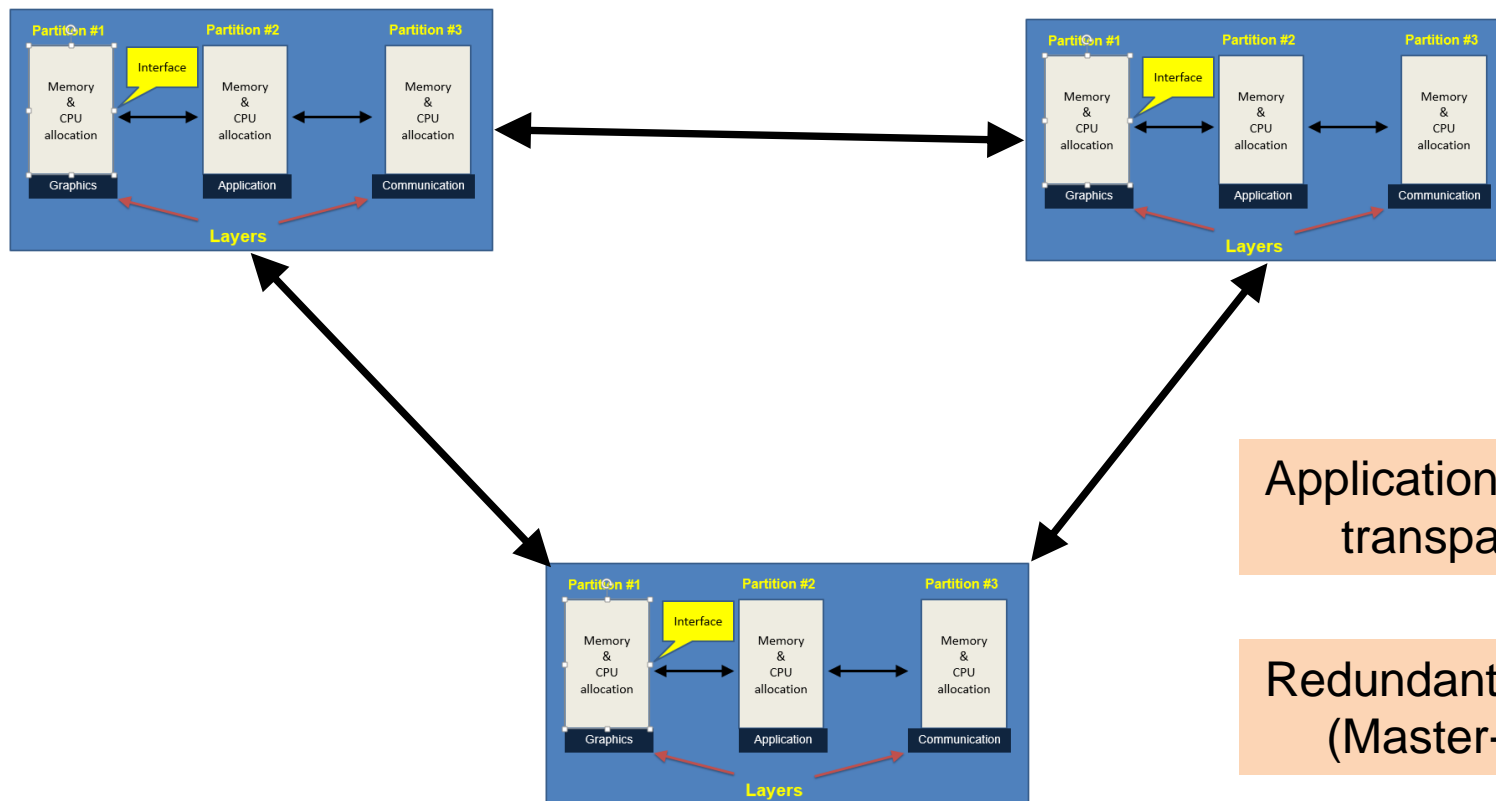 Partition #1
Partition #2
Partition #3
Interface
Memory
&
CPU
allocation
Memory
&
CPU
allocation
Memory
&
CPU
allocation
Graphics
Application
Communication
Layers
Partition #1
Partition #2
Partition #3
Interface
Memory
&
CPU
allocation
Memory
&
CPU
allocation
Memory
&
CPU
allocation
Graphics
Application
Communication
Layers
Application
transpa
Redundant
(Master-
Partition #1
Partition #2
Partition #3
Interface
Memory
&
CPU
allocation
Memory
&
CPU
allocation
Memory
&
CPU
allocation
Graphics
Application
Communication
Layers